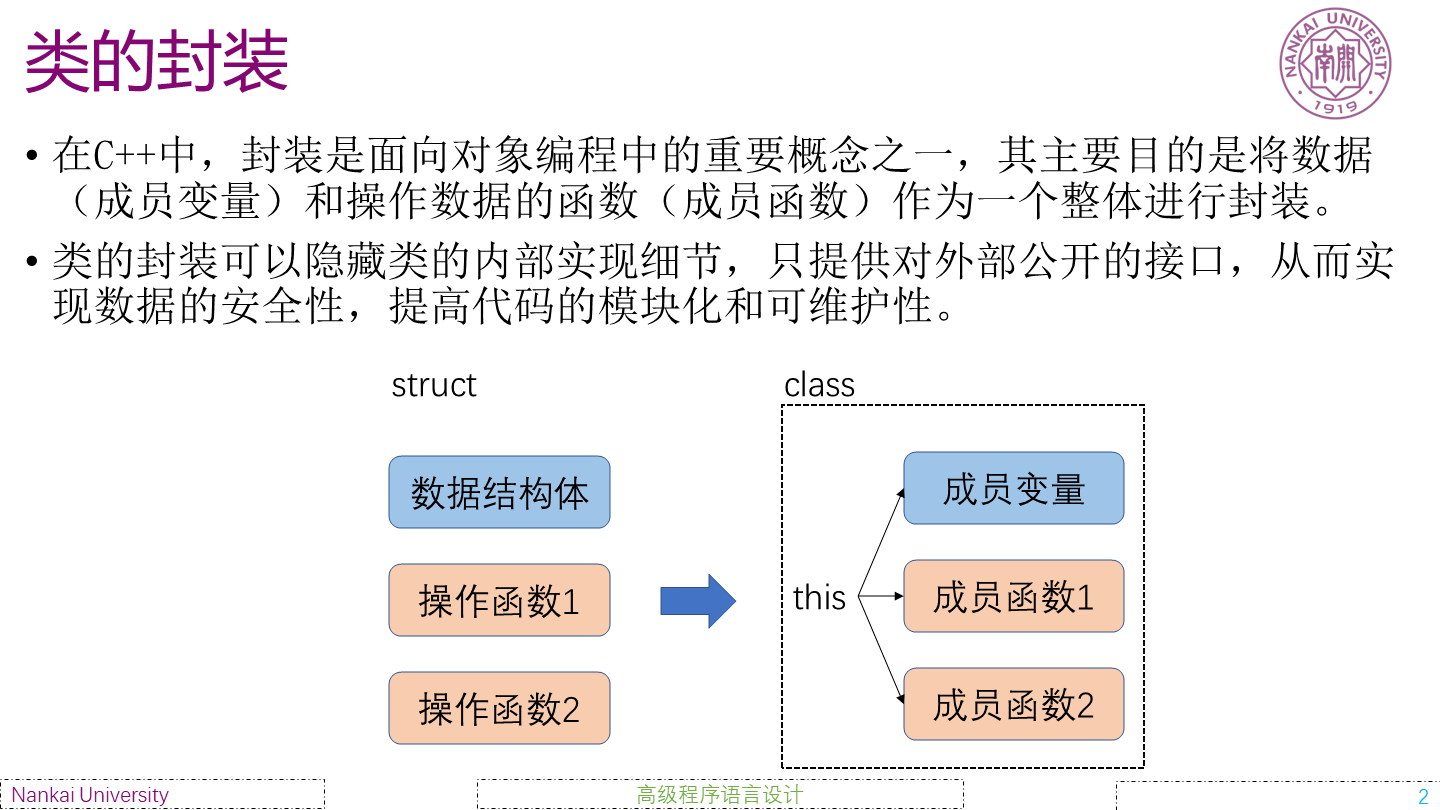 类的封装
NANKAI UNIVERSITY
南開
1919
• 在C++中，封装是面向对象编程中的重要概念之一，其主要目的是将数据
（成员变量）和操作数据的函数（成员函数）作为一个整体进行封装。
• 类的封装可以隐藏类的内部实现细节，只提供对外部公开的接口，从而实
现数据的安全性，提高代码的模块化和可维护性。
struct
数据结构体
操作函数1
操作函数2
class
this
成员变量
成员函数1
成员函数2
Nankai University
高级程序语言设计
2